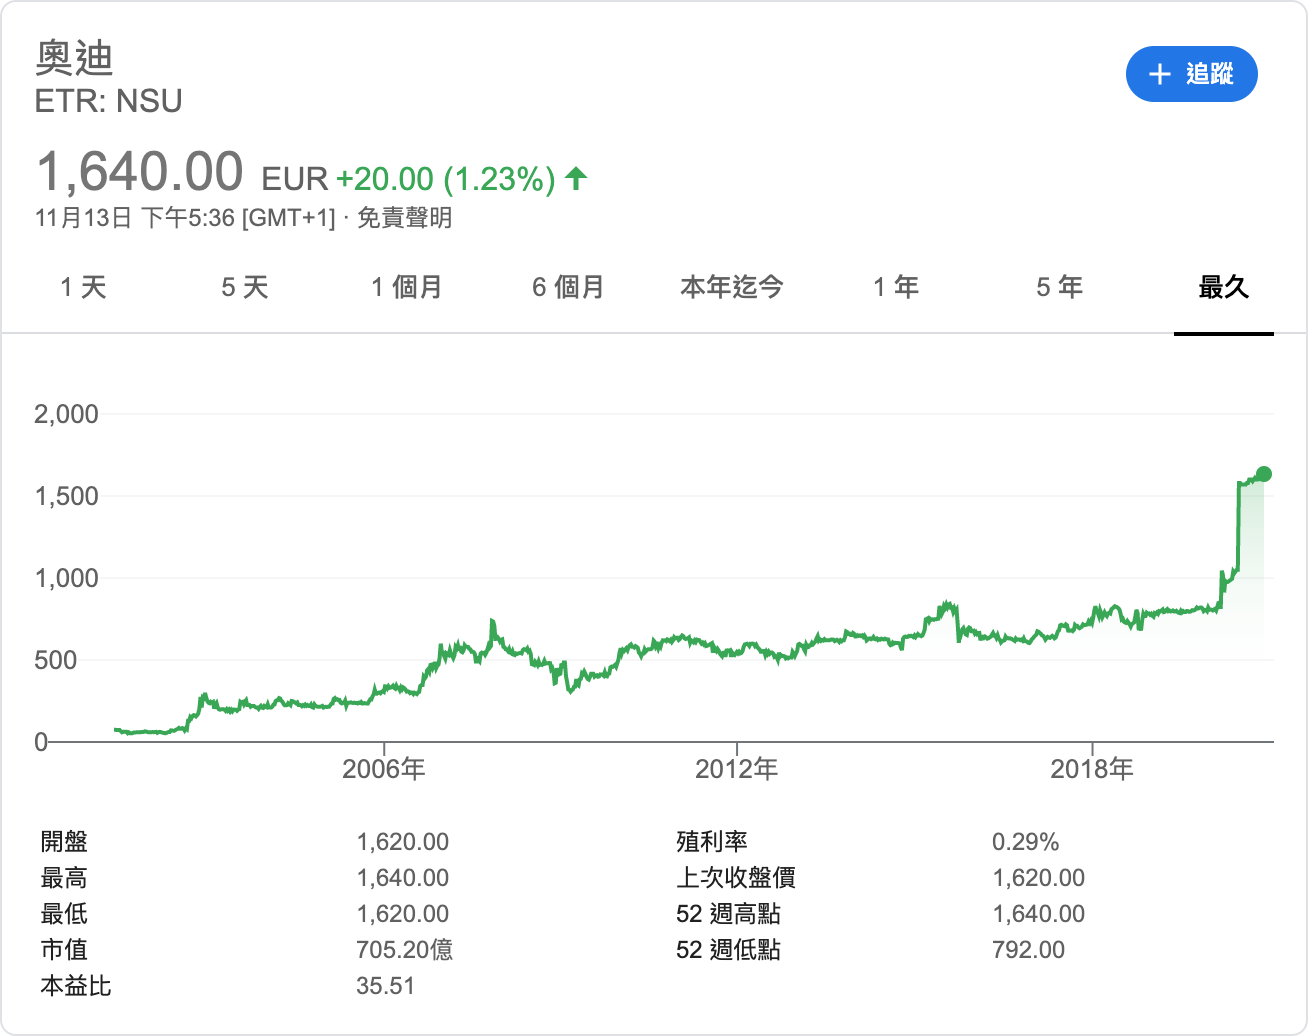 奧迪
ETR: NSU
+ 追蹤
1,640.00 EUR +20.00 (1.23%) ↑
11月13日 下午5:36 [GMT+1] · 免責聲明
1 天 5 天 1 個月 6 個月 本年迄今 1 年 5 年 最久
2,000
1,500
1,000
500
0
2006年 2012年 2018年
開盤 1,620.00 殖利率 0.29%
最高 1,640.00 上次收盤價 1,620.00
最低 1,620.00 52 週高點 1,640.00
市值 705.20億 52 週低點 792.00
本益比 35.51